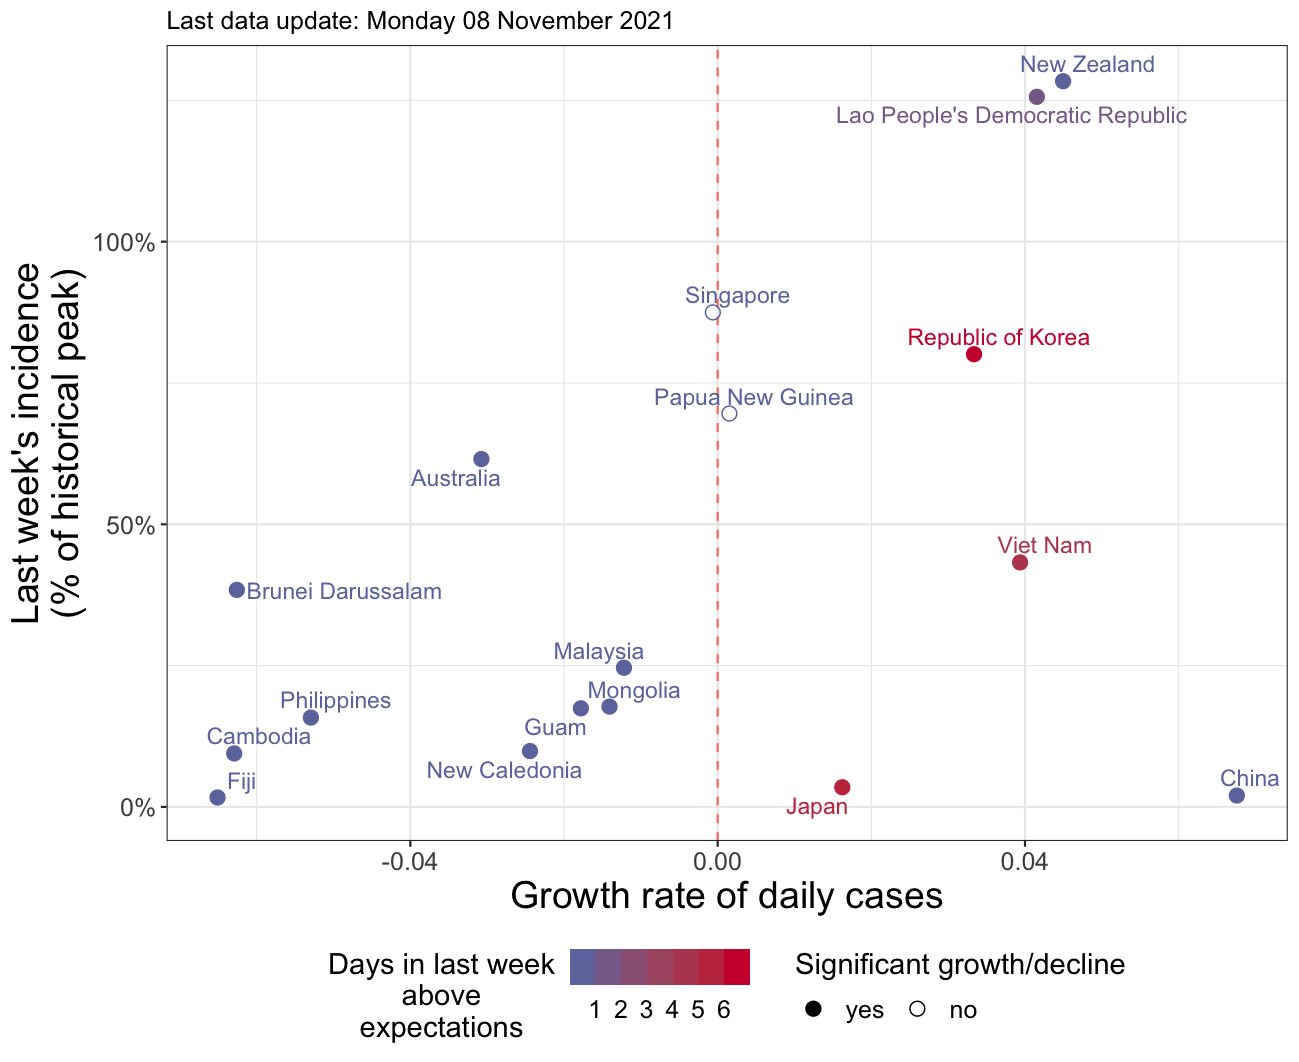 Last data update: Monday 08 November 2021
New Zealand
Lao People's Democratic Republic
100%
Singapore
Republic of Korea
Papua New Guinea
Australia
50%
Viet Nam
Brunei Darussalam
Malaysia
Mongolia
Philippines
Guam
Cambodia
New Caledonia
Fiji
China
Japan
0%
Last week's incidence
(% of historical peak)
-0.04 0.00 0.04
Growth rate of daily cases
Days in last week
above
expectations
1 2 3 4 5 6
Significant growth/decline
yes no